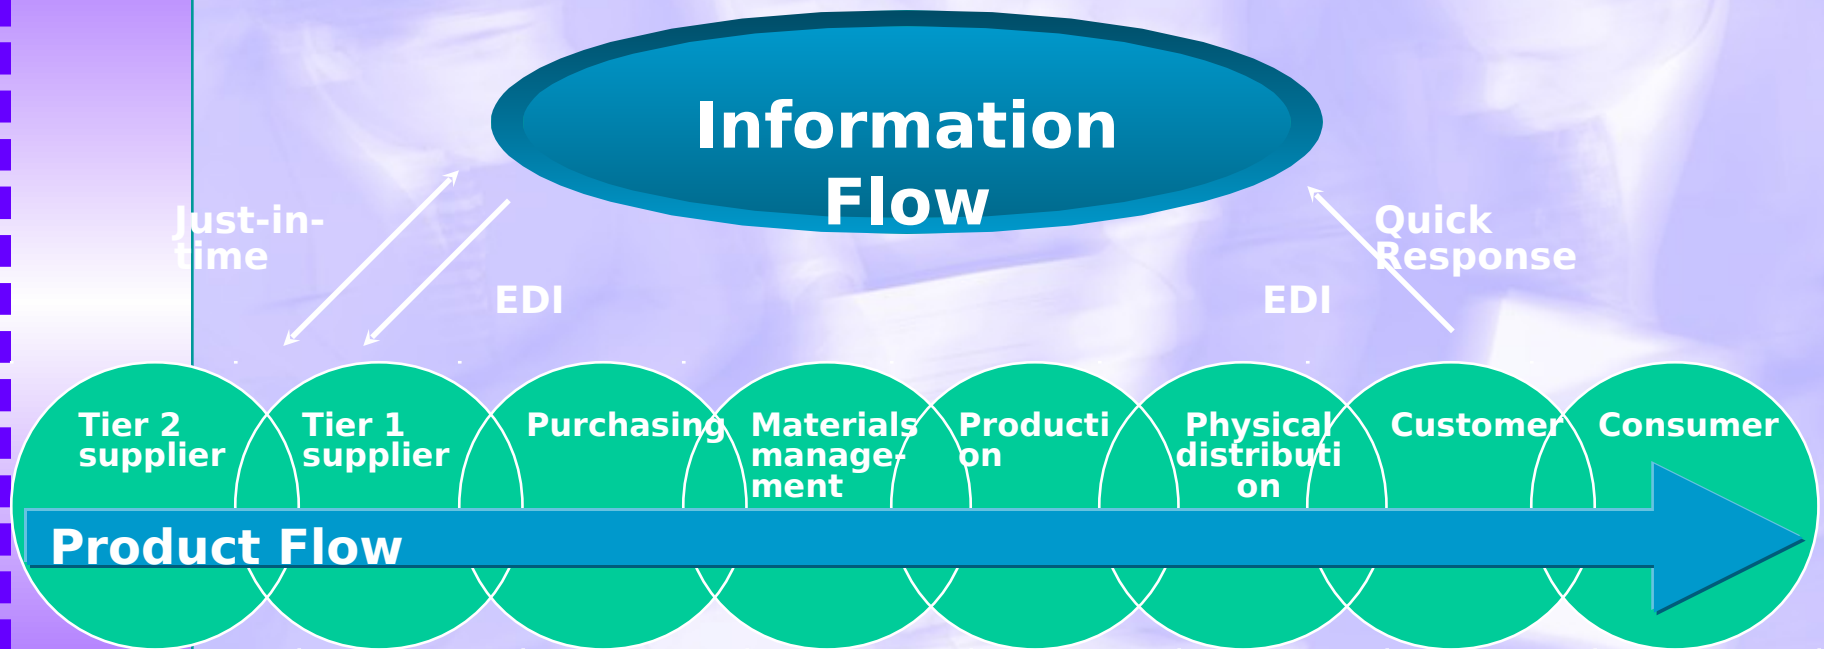 Information
Flow
Just-in-
time
Quick
Response
EDI
EDI
Tier 2
supplier
Tier 1
supplier
Purchasing
Materials
manage-
ment
Producti
on
Physical
distributi
on
Customer
Consumer
Product Flow